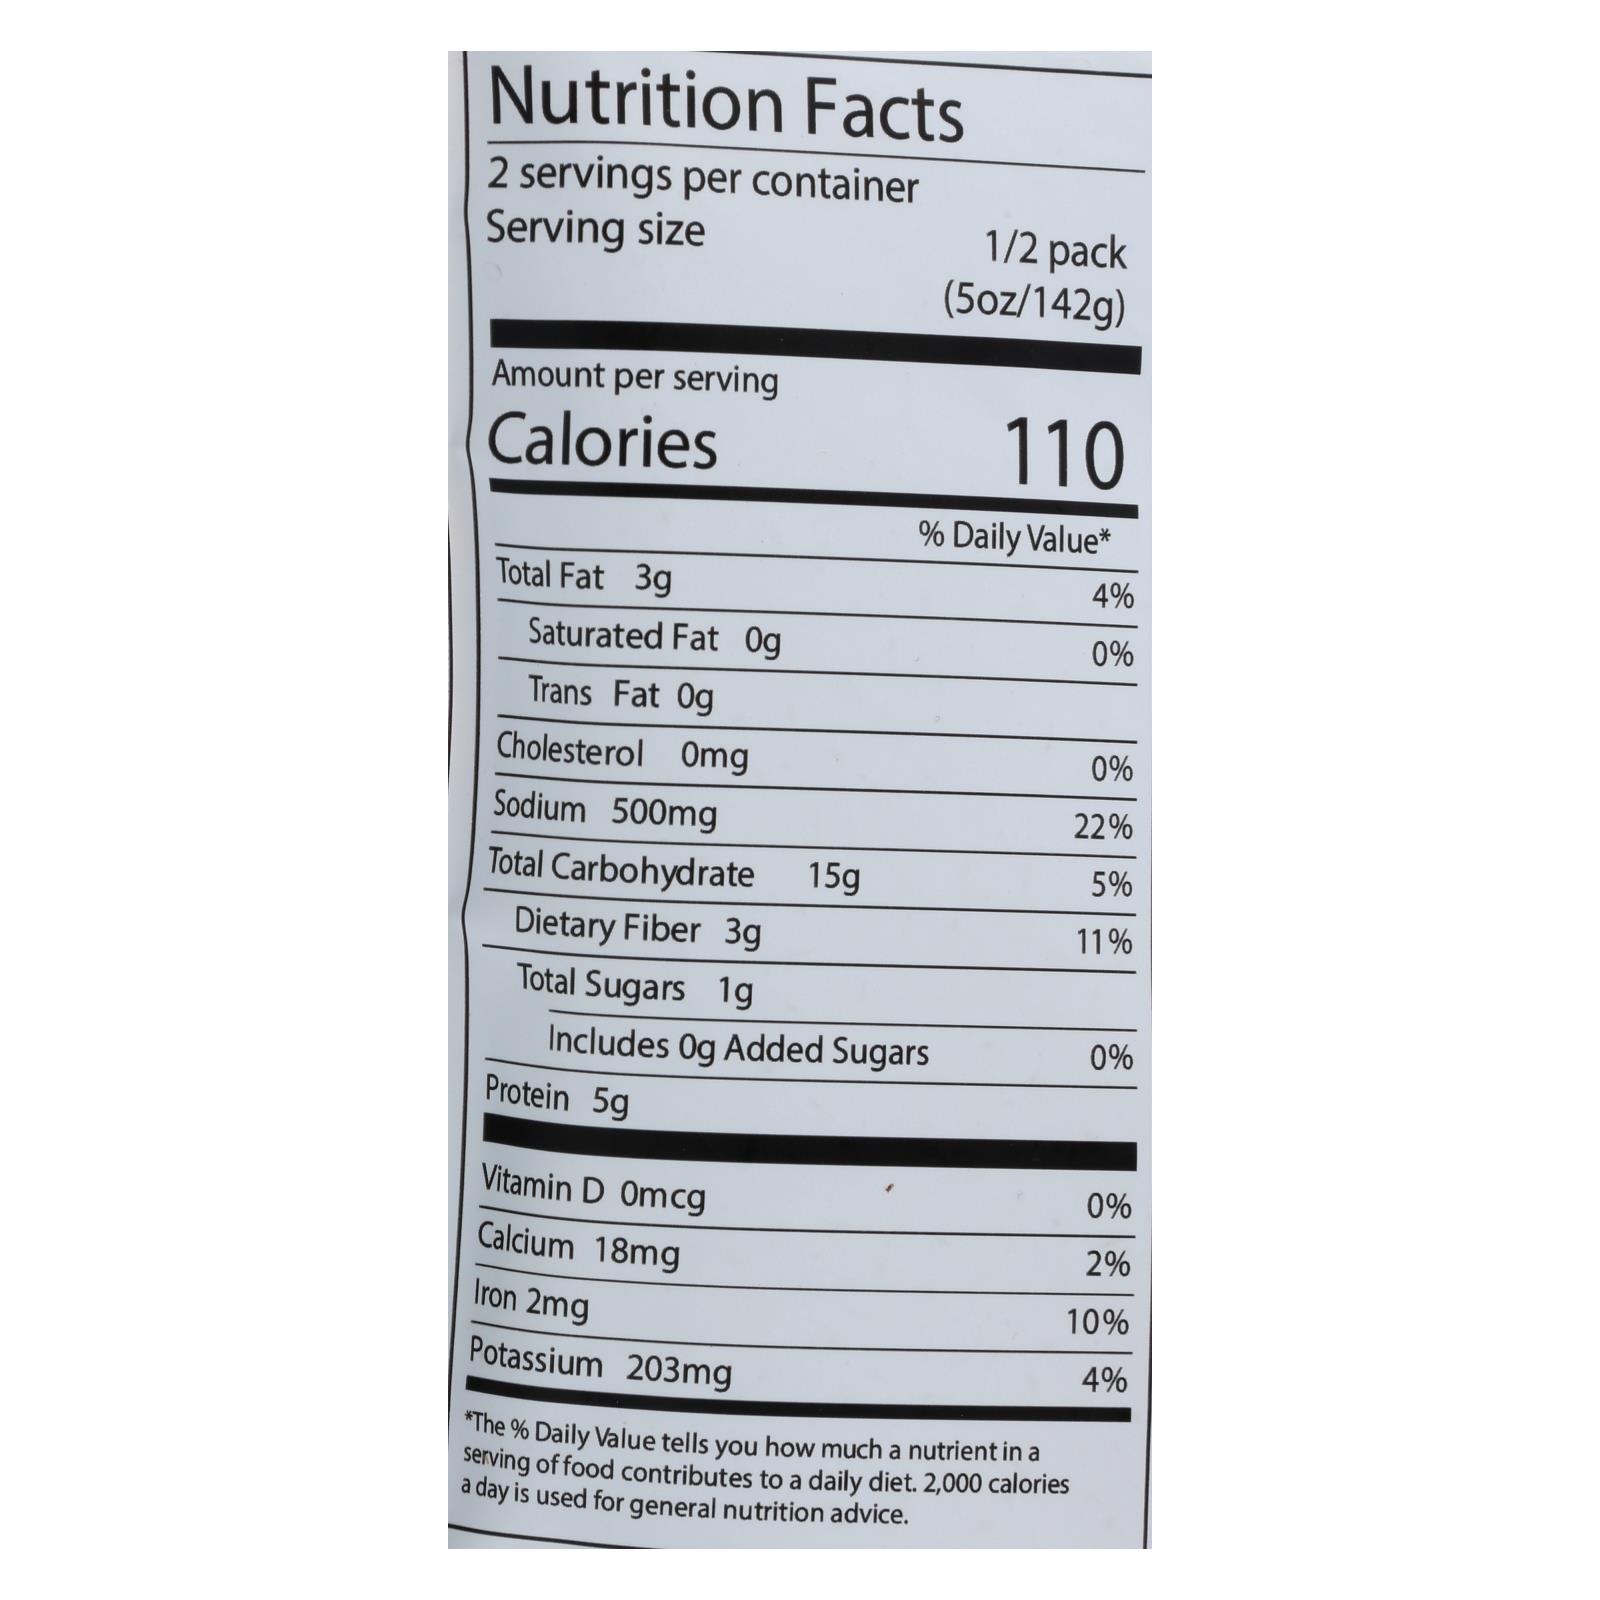 Nutrition Facts
2 servings per container
Serving size 1/2 pack
(5oz/142g)
Amount per serving
Calories 110
% Daily Value*
Total Fat 3g 4%
Saturated Fat 0g 0%
Trans Fat 0g
Cholesterol 0mg 0%
Sodium 500mg 22%
Total Carbohydrate 15g 5%
Dietary Fiber 3g 11%
Total Sugars 1g
Includes 0g Added Sugars 0%
Protein 5g
Vitamin D 0mcg 0%
Calcium 18mg 2%
Iron 2mg 10%
Potassium 203mg 4%
*The % Daily Value tells you how much a nutrient in a
serving of food contributes to a daily diet. 2,000 calories
a day is used for general nutrition advice.